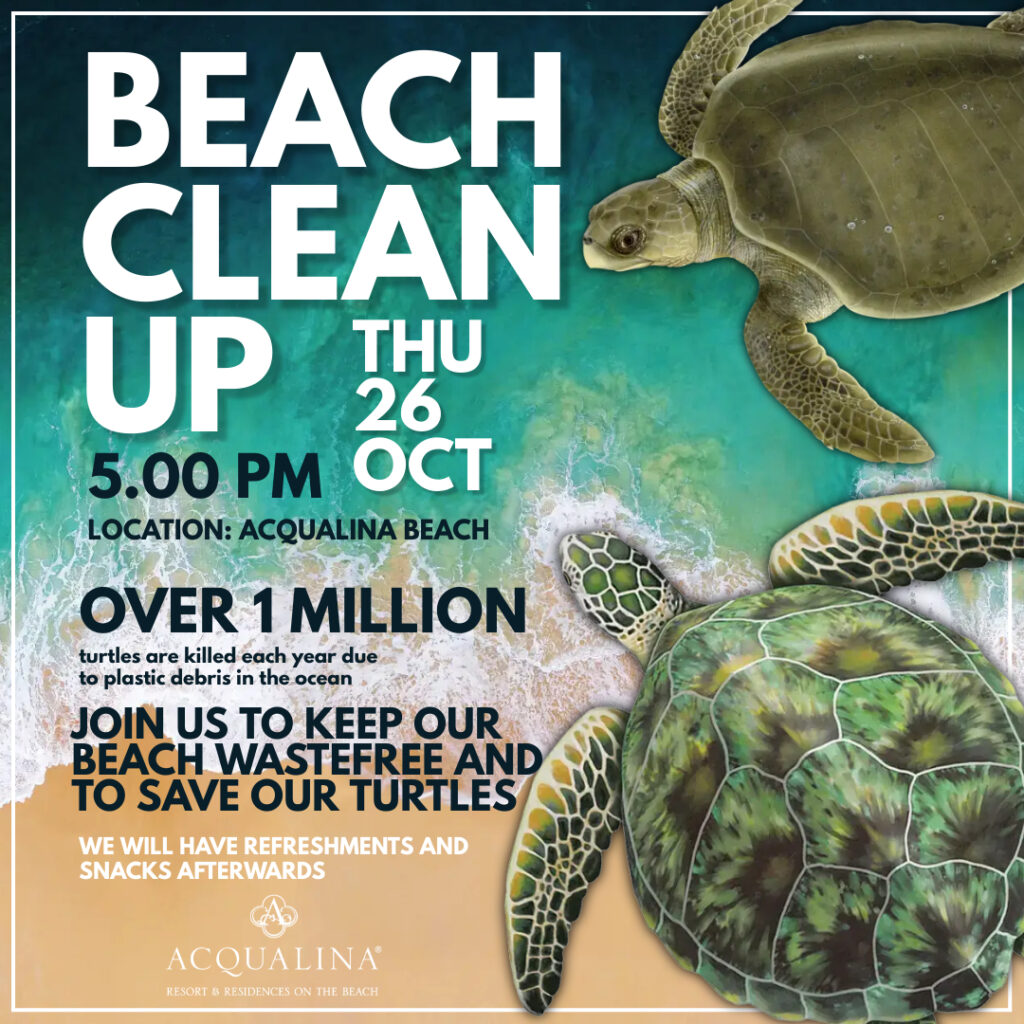 BEACH
CLEAN
UP
THU
26
OCT
5.00 PM
LOCATION: ACQUALINA BEACH
OVER 1 MILLION
turtles are killed each year due
to plastic debris in the ocean
JOIN US TO KEEP OUR
BEACH WASTEFREE AND
TO SAVE OUR TURTLES
WE WILL HAVE REFRESHMENTS AND
SNACKS AFTERWARDS
ACQUALINA®
RESORT & RESIDENCES ON THE BEACH